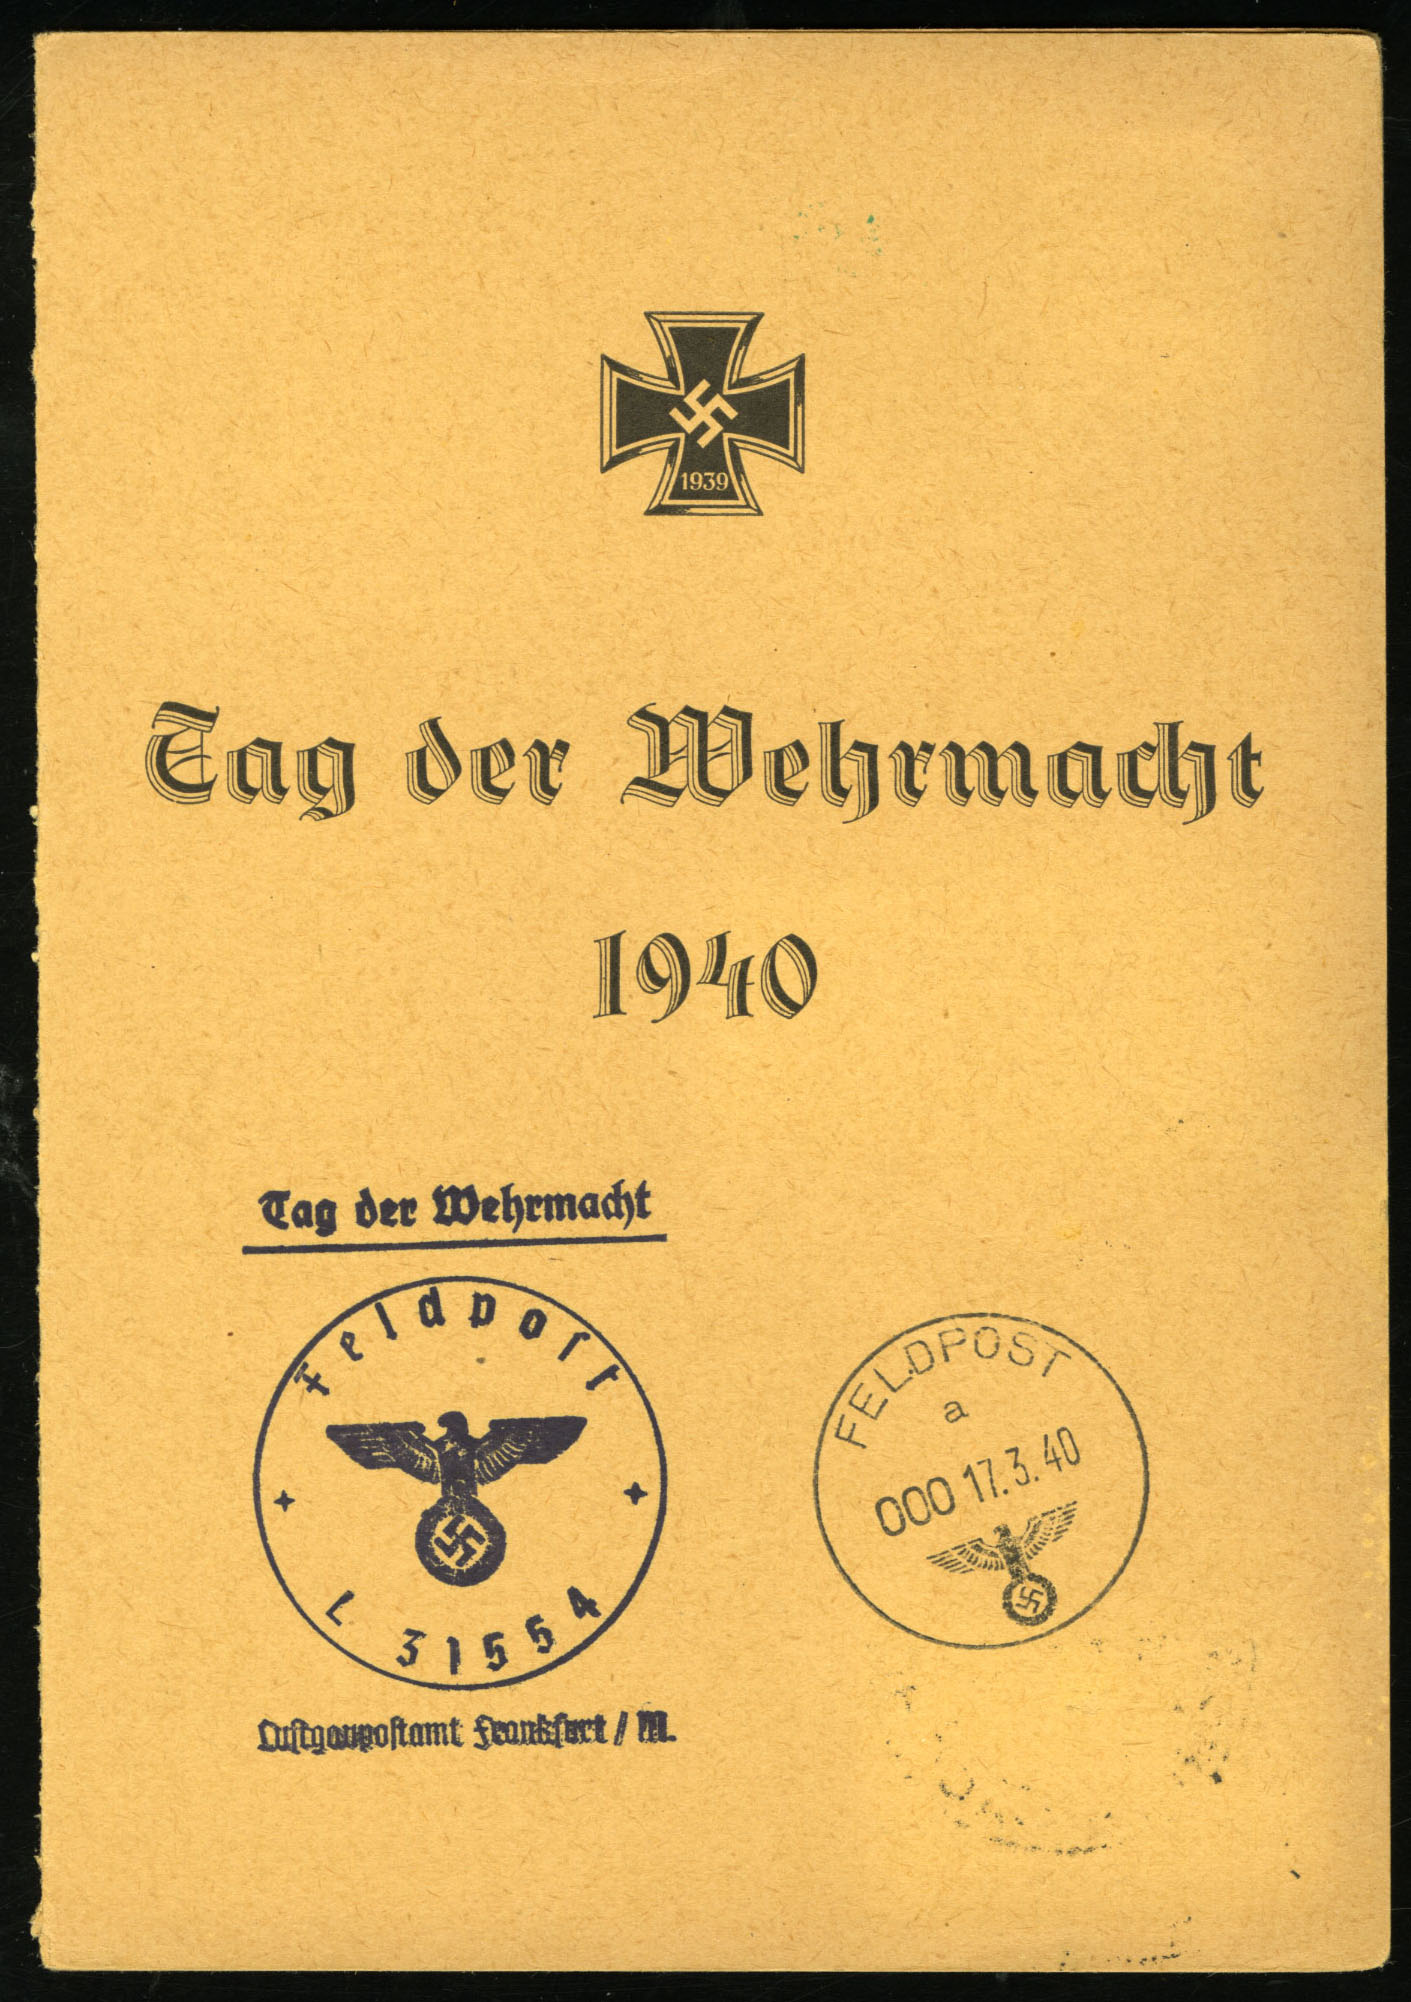 1939
Tag der Wehrmacht
1940
Tag der Wehrmacht
Feldpost
L 31554
Luftgaupostamt Frankfurt / M.
FELDPOST
a
000 17.3.40